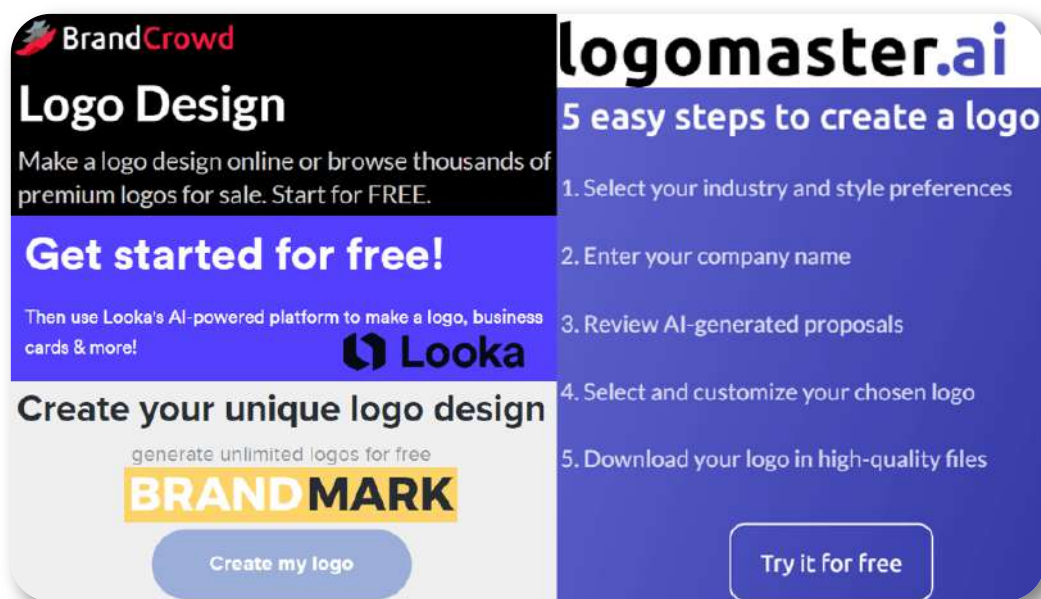 BrandCrowd
Logo Design
Make a logo design online or browse thousands of
premium logos for sale. Start for FREE.
Get started for free!
Then use Looka's AI-powered platform to make a logo, business
cards & more!
Looka
Create your unique logo design
generate unlimited logos for free
BRANDMARK
Create my logo
logomaster.ai
5 easy steps to create a logo
1. Select your industry and style preferences
2. Enter your company name
3. Review AI-generated proposals
4. Select and customize your chosen logo
5. Download your logo in high-quality files
Try it for free